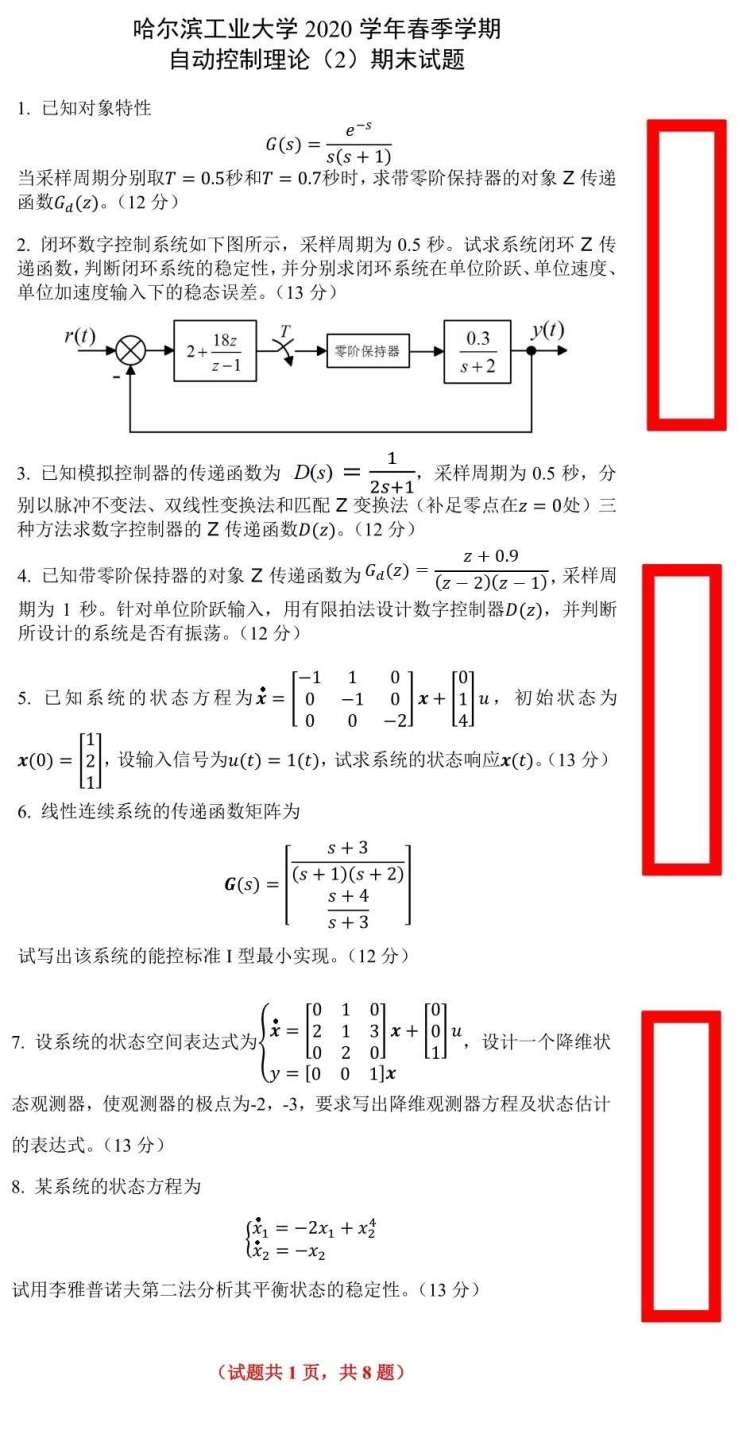 哈尔滨工业大学 2020 学年春季学期
自动控制理论（2）期末试题
1. 已知对象特性
G(s) = \frac{e^{-s}}{s(s + 1)}
当采样周期分别取T = 0.5秒和T = 0.7秒时，求带零阶保持器的对象 Z 传递
函数G_d(z)。（12 分）
2. 闭环数字控制系统如下图所示，采样周期为 0.5 秒。试求系统闭环 Z 传
递函数，判断闭环系统的稳定性，并分别求闭环系统在单位阶跃、单位速度、
单位加速度输入下的稳态误差。（13 分）
r(t) - 2+\frac{18z}{z-1} T 零阶保持器 \frac{0.3}{s+2} y(t)
3. 已知模拟控制器的传递函数为 D(s) = \frac{1}{2s+1}，采样周期为 0.5 秒，分
别以脉冲不变法、双线性变换法和匹配 Z 变换法（补足零点在z = 0处）三
种方法求数字控制器的 Z 传递函数D(z)。（12 分）
4. 已知带零阶保持器的对象 Z 传递函数为 G_d(z) = \frac{z + 0.9}{(z - 2)(z - 1)}，采样周
期为 1 秒。针对单位阶跃输入，用有限拍法设计数字控制器D(z)，并判断
所设计的系统是否有振荡。（12 分）
5. 已知系统的状态方程为 \dot{x} = \begin{bmatrix} -1 & 1 & 0 \\ 0 & -1 & 0 \\ 0 & 0 & -2 \end{bmatrix} x + \begin{bmatrix} 0 \\ 1 \\ 4 \end{bmatrix} u，初始状态为
x(0) = \begin{bmatrix} 1 \\ 2 \\ 1 \end{bmatrix}，设输入信号为u(t) = 1(t)，试求系统的状态响应x(t)。（13 分）
6. 线性连续系统的传递函数矩阵为
G(s) = \begin{bmatrix} \frac{s + 3}{(s + 1)(s + 2)} \\ \frac{s + 4}{s + 3} \end{bmatrix}
试写出该系统的能控标准 I 型最小实现。（12 分）
7. 设系统的状态空间表达式为 \begin{cases} \dot{x} = \begin{bmatrix} 0 & 1 & 0 \\ 2 & 1 & 3 \\ 0 & 2 & 0 \end{bmatrix} x + \begin{bmatrix} 0 \\ 0 \\ 1 \end{bmatrix} u \\ y = [0 \quad 0 \quad 1]x \end{cases}，设计一个降维状
态观测器，使观测器的极点为-2，-3，要求写出降维观测器方程及状态估计
的表达式。（13 分）
8. 某系统的状态方程为
\begin{cases} \dot{x}_1 = -2x_1 + x_2^4 \\ \dot{x}_2 = -x_2 \end{cases}
试用李雅普诺夫第二法分析其平衡状态的稳定性。（13 分）
（试题共 1 页，共 8 题）